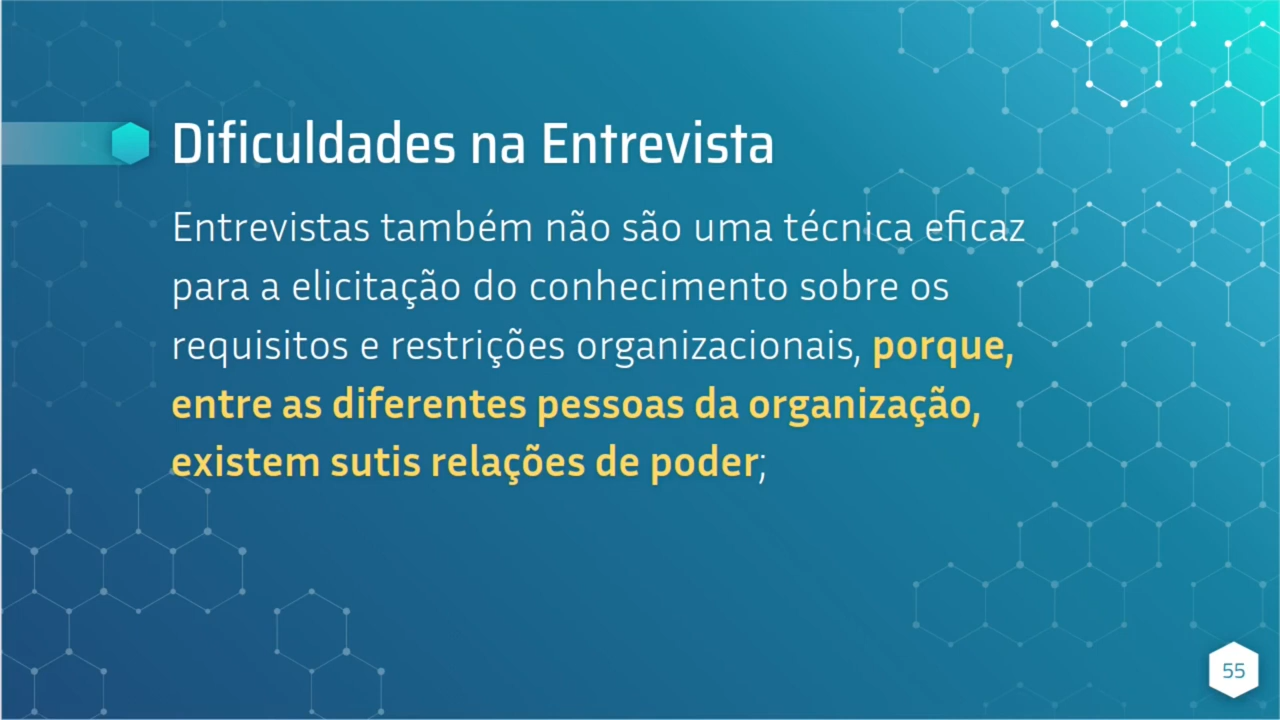 Dificuldades na Entrevista
Entrevistas também não são uma técnica eficaz
para a elicitação do conhecimento sobre os
requisitos e restrições organizacionais, porque,
entre as diferentes pessoas da organização,
existem sutis relações de poder;
55